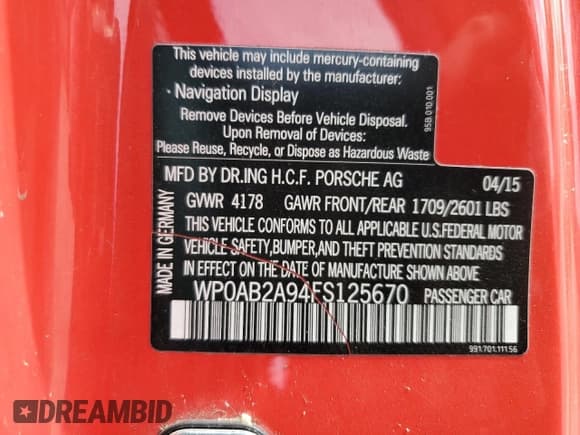 This vehicle may include mercury-containing
devices installed by the manufacturer:
· Navigation Display
Remove Devices Before Vehicle Disposal.
Upon Removal of Devices:
Please Reuse, Recycle, or Dispose as Hazardous Waste
95B.010.001
MFD BY DR.ING H.C.F. PORSCHE AG 04/15
GVWR 4178 GAWR FRONT/REAR 1709/2601 LBS
THIS VEHICLE CONFORMS TO ALL APPLICABLE U.S.FEDERAL MOTOR
VEHICLE SAFETY,BUMPER,AND THEFT PREVENTION STANDARDS
IN EFFECT ON THE DATE OF MANUFACTURE SHOWN ABOVE
WP0AB2A94FS125670 PASSENGER CAR
MADE IN GERMANY
991.701.111.56
DREAMBID